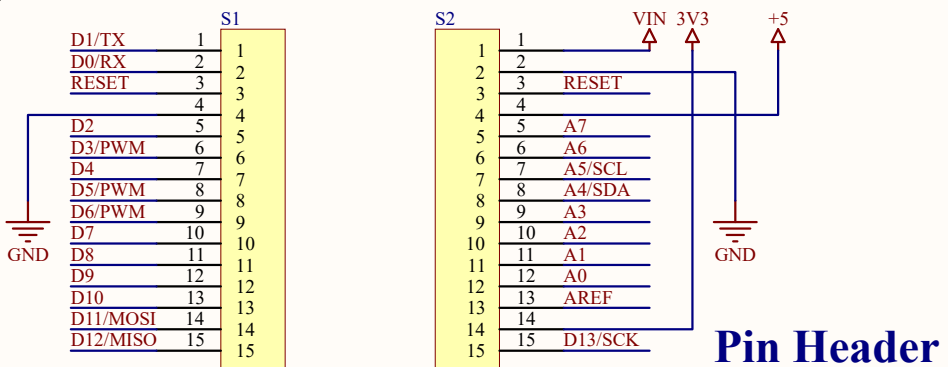 S1
D1/TX 1 1
D0/RX 2 2
RESET 3 3
4 4
D2 5 5
D3/PWM 6 6
D4 7 7
D5/PWM 8 8
D6/PWM 9 9
D7 10 10
D8 11 11
D9 12 12
D10 13 13
D11/MOSI 14 14
D12/MISO 15 15
GND
S2 VIN 3V3 +5
1 1
2 2
3 3 RESET
4 4
5 5 A7
6 6 A6
7 7 A5/SCL
8 8 A4/SDA
9 9 A3
10 10 A2
11 11 A1
12 12 A0
13 13 AREF
14 14
15 15 D13/SCK
GND
Pin Header